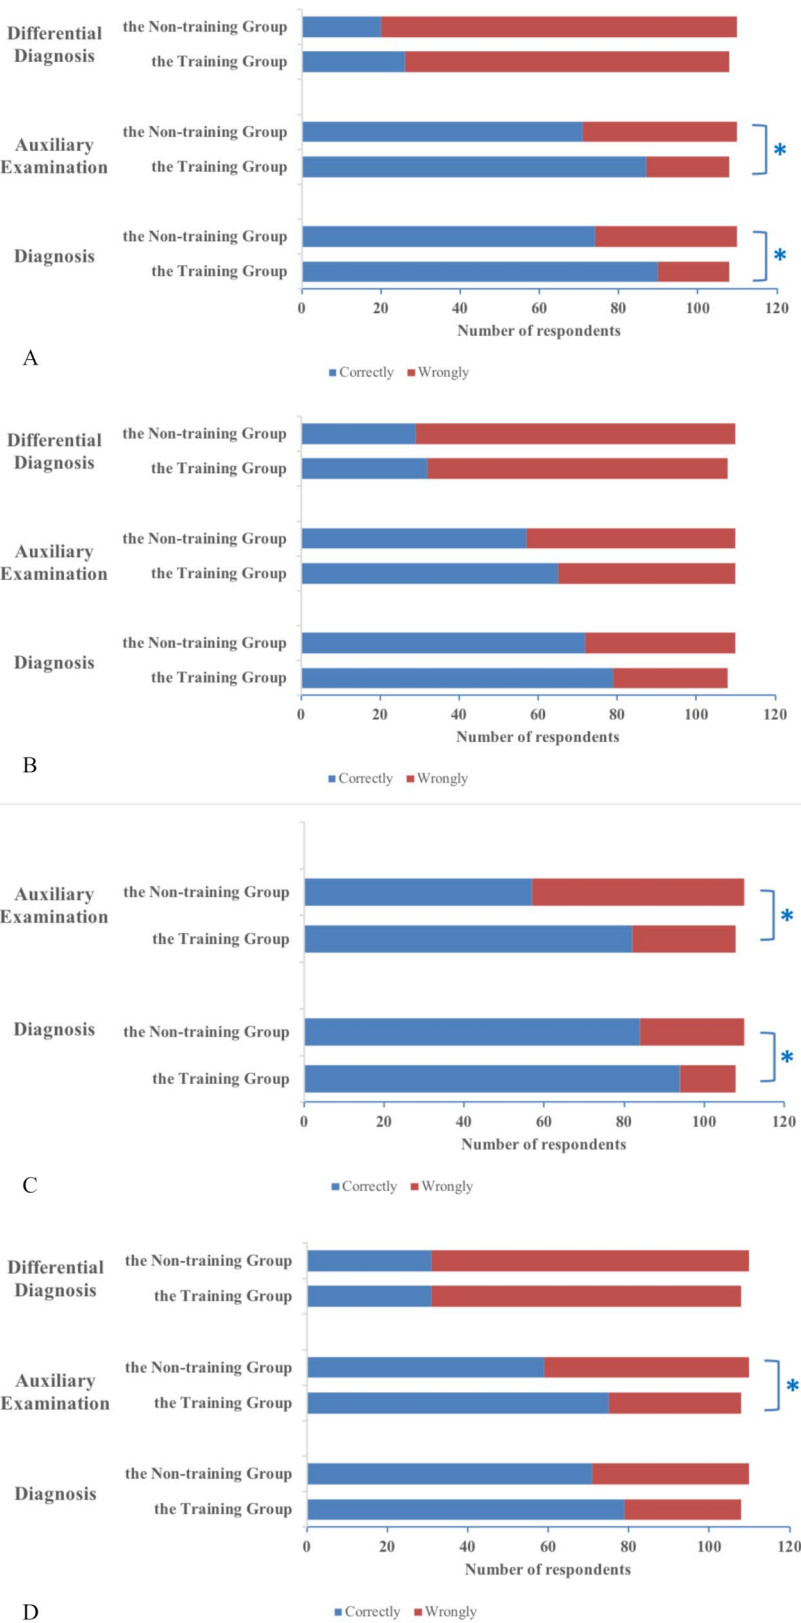 Differential
Diagnosis
the Non-training Group
the Training Group
Auxiliary
Examination
the Non-training Group
the Training Group
*
Diagnosis
the Non-training Group
the Training Group
*
0 20 40 60 80 100 120
Number of respondents
A
Correctly Wrongly
Differential
Diagnosis
the Non-training Group
the Training Group
Auxiliary
Examination
the Non-training Group
the Training Group
Diagnosis
the Non-training Group
the Training Group
0 20 40 60 80 100 120
Number of respondents
B
Correctly Wrongly
Auxiliary
Examination
the Non-training Group
the Training Group
*
Diagnosis
the Non-training Group
the Training Group
*
0 20 40 60 80 100 120
Number of respondents
C
Correctly Wrongly
Differential
Diagnosis
the Non-training Group
the Training Group
Auxiliary
Examination
the Non-training Group
the Training Group
*
Diagnosis
the Non-training Group
the Training Group
0 20 40 60 80 100 120
Number of respondents
D
Correctly Wrongly